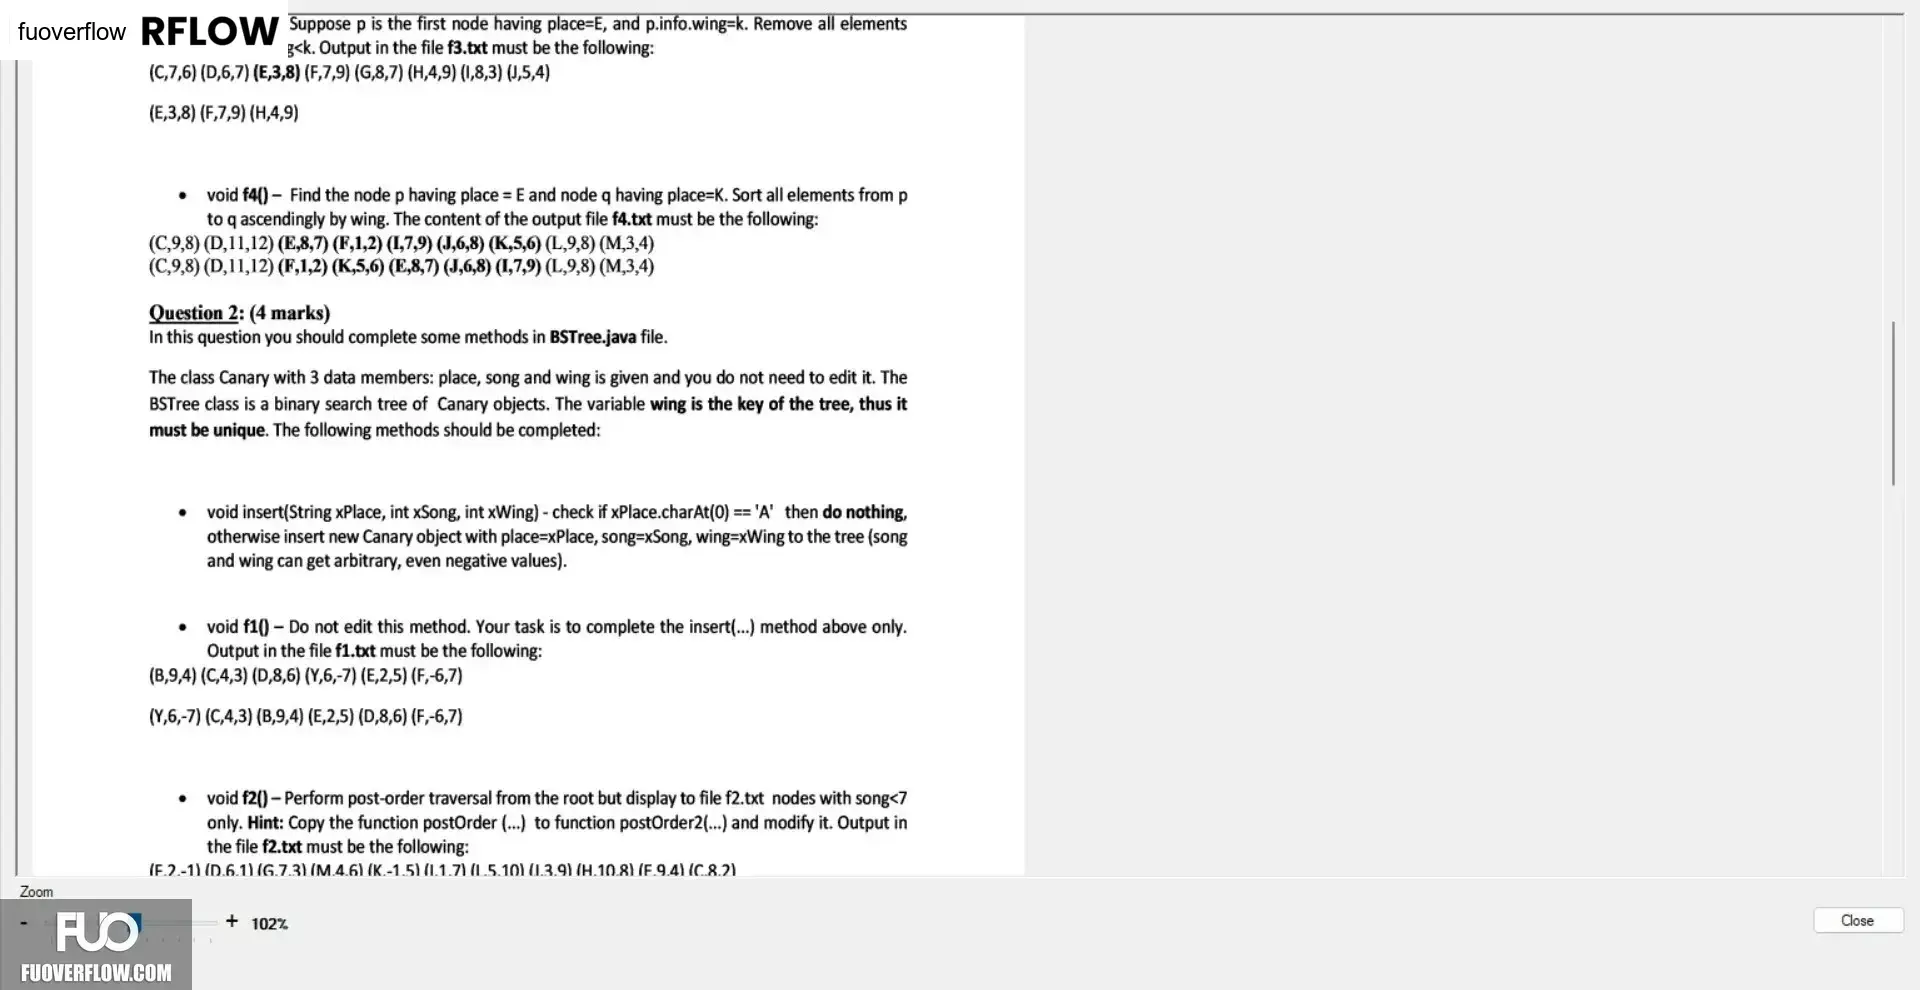 fuoverflow RFLOW Suppose p is the first node having place=E, and p.info.wing=k. Remove all elements
g<k. Output in the file f3.txt must be the following:
(C,7,6) (D,6,7) (E,3,8) (F,7,9) (G,8,7) (H,4,9) (I,8,3) (J,5,4)
(E,3,8) (F,7,9) (H,4,9)
• void f4() – Find the node p having place = E and node q having place=K. Sort all elements from p
to q ascendingly by wing. The content of the output file f4.txt must be the following:
(C,9,8) (D,11,12) (E,8,7) (F,1,2) (I,7,9) (J,6,8) (K,5,6) (L,9,8) (M,3,4)
(C,9,8) (D,11,12) (F,1,2) (K,5,6) (E,8,7) (J,6,8) (I,7,9) (L,9,8) (M,3,4)
Question 2: (4 marks)
In this question you should complete some methods in BSTree.java file.
The class Canary with 3 data members: place, song and wing is given and you do not need to edit it. The
BSTree class is a binary search tree of Canary objects. The variable wing is the key of the tree, thus it
must be unique. The following methods should be completed:
• void insert(String xPlace, int xSong, int xWing) - check if xPlace.charAt(0) == 'A' then do nothing,
otherwise insert new Canary object with place=xPlace, song=xSong, wing=xWing to the tree (song
and wing can get arbitrary, even negative values).
• void f1() – Do not edit this method. Your task is to complete the insert(...) method above only.
Output in the file f1.txt must be the following:
(B,9,4) (C,4,3) (D,8,6) (Y,6,-7) (E,2,5) (F,-6,7)
(Y,6,-7) (C,4,3) (B,9,4) (E,2,5) (D,8,6) (F,-6,7)
• void f2() – Perform post-order traversal from the root but display to file f2.txt nodes with song<7
only. Hint: Copy the function postOrder (...) to function postOrder2(...) and modify it. Output in
the file f2.txt must be the following:
(D,6,1) (G,7,3) (M,4,6) (K,-1,5) (H,10,8) (C,8,2)
Zoom
- + 102%
Close
FUO
FUOVERFLOW.COM